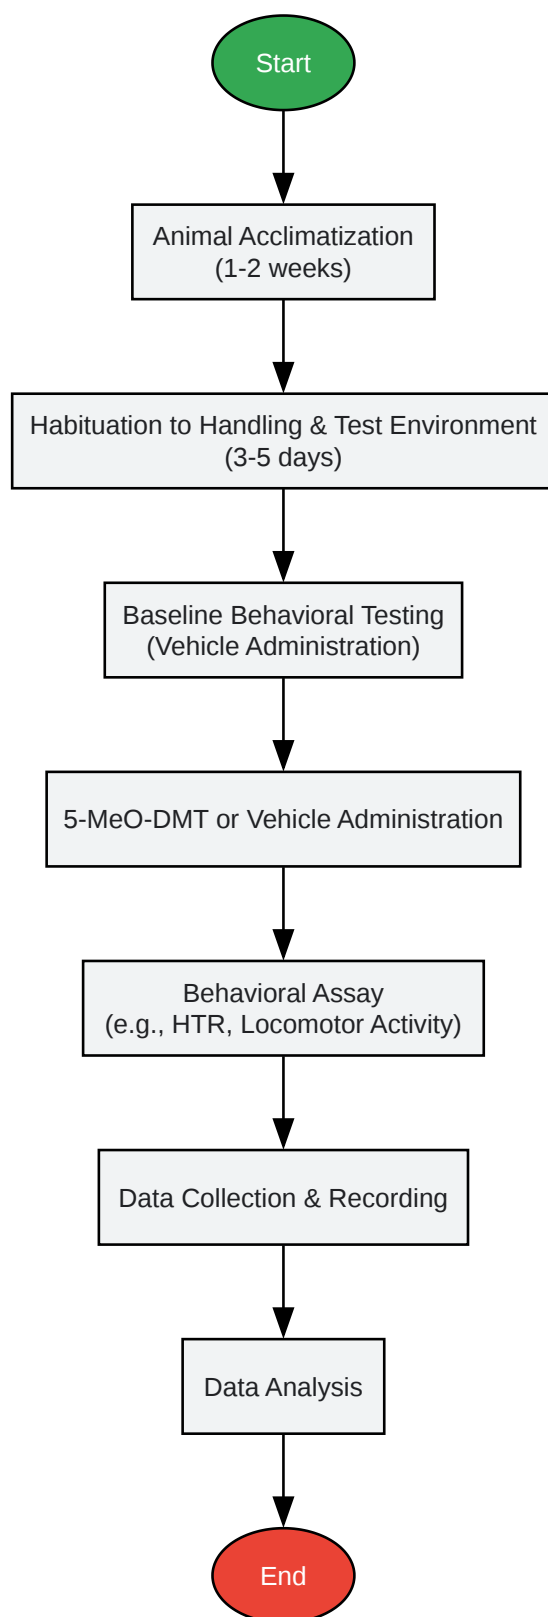 Start
Animal Acclimatization
(1-2 weeks)
Habituation to Handling & Test Environment
(3-5 days)
Baseline Behavioral Testing
(Vehicle Administration)
5-MeO-DMT or Vehicle Administration
Behavioral Assay
(e.g., HTR, Locomotor Activity)
Data Collection & Recording
Data Analysis
End